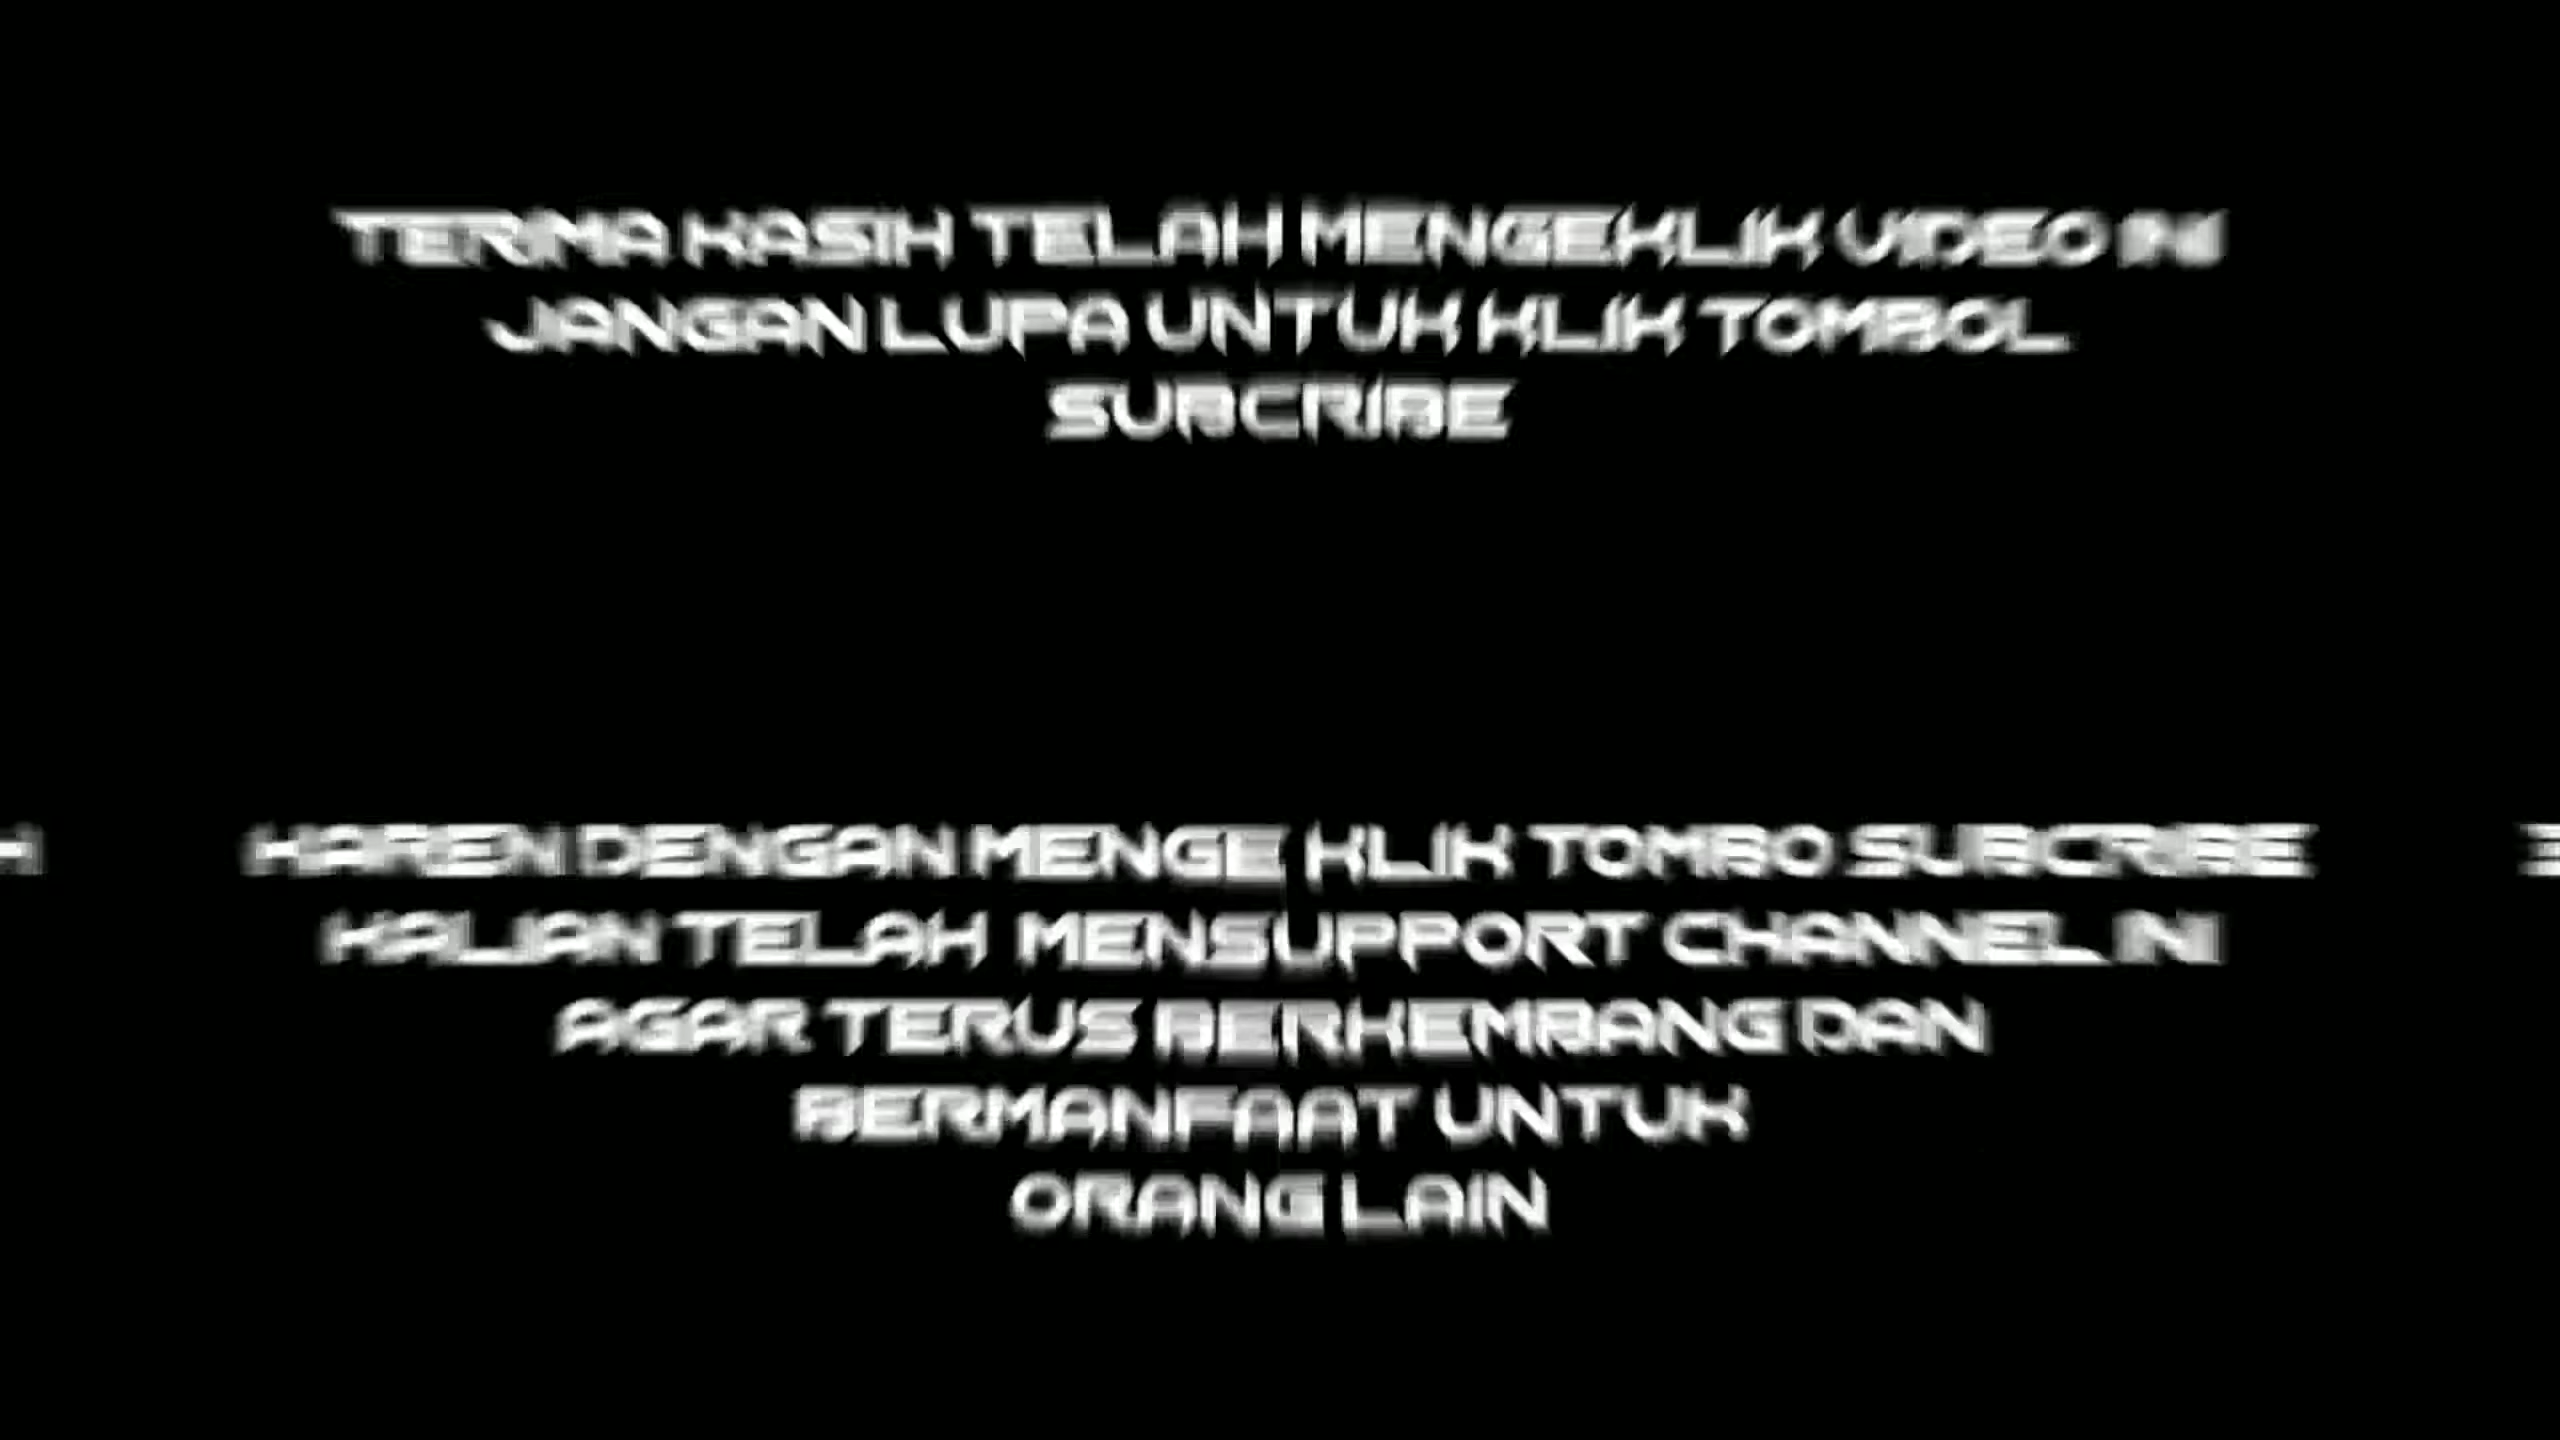 TERIMA KASIH TELAH MENGEKLIK VIDEO INI
JANGAN LUPA UNTUK KLIK TOMBOL
SUBCRIBE
KAREN DENGAN MENGE KLIK TOMBO SUBCRIBE
KALIAN TELAH MENSUPPORT CHANNEL INI
AGAR TERUS BERKEMBANG DAN
BERMANFAAT UNTUK
ORANG LAIN